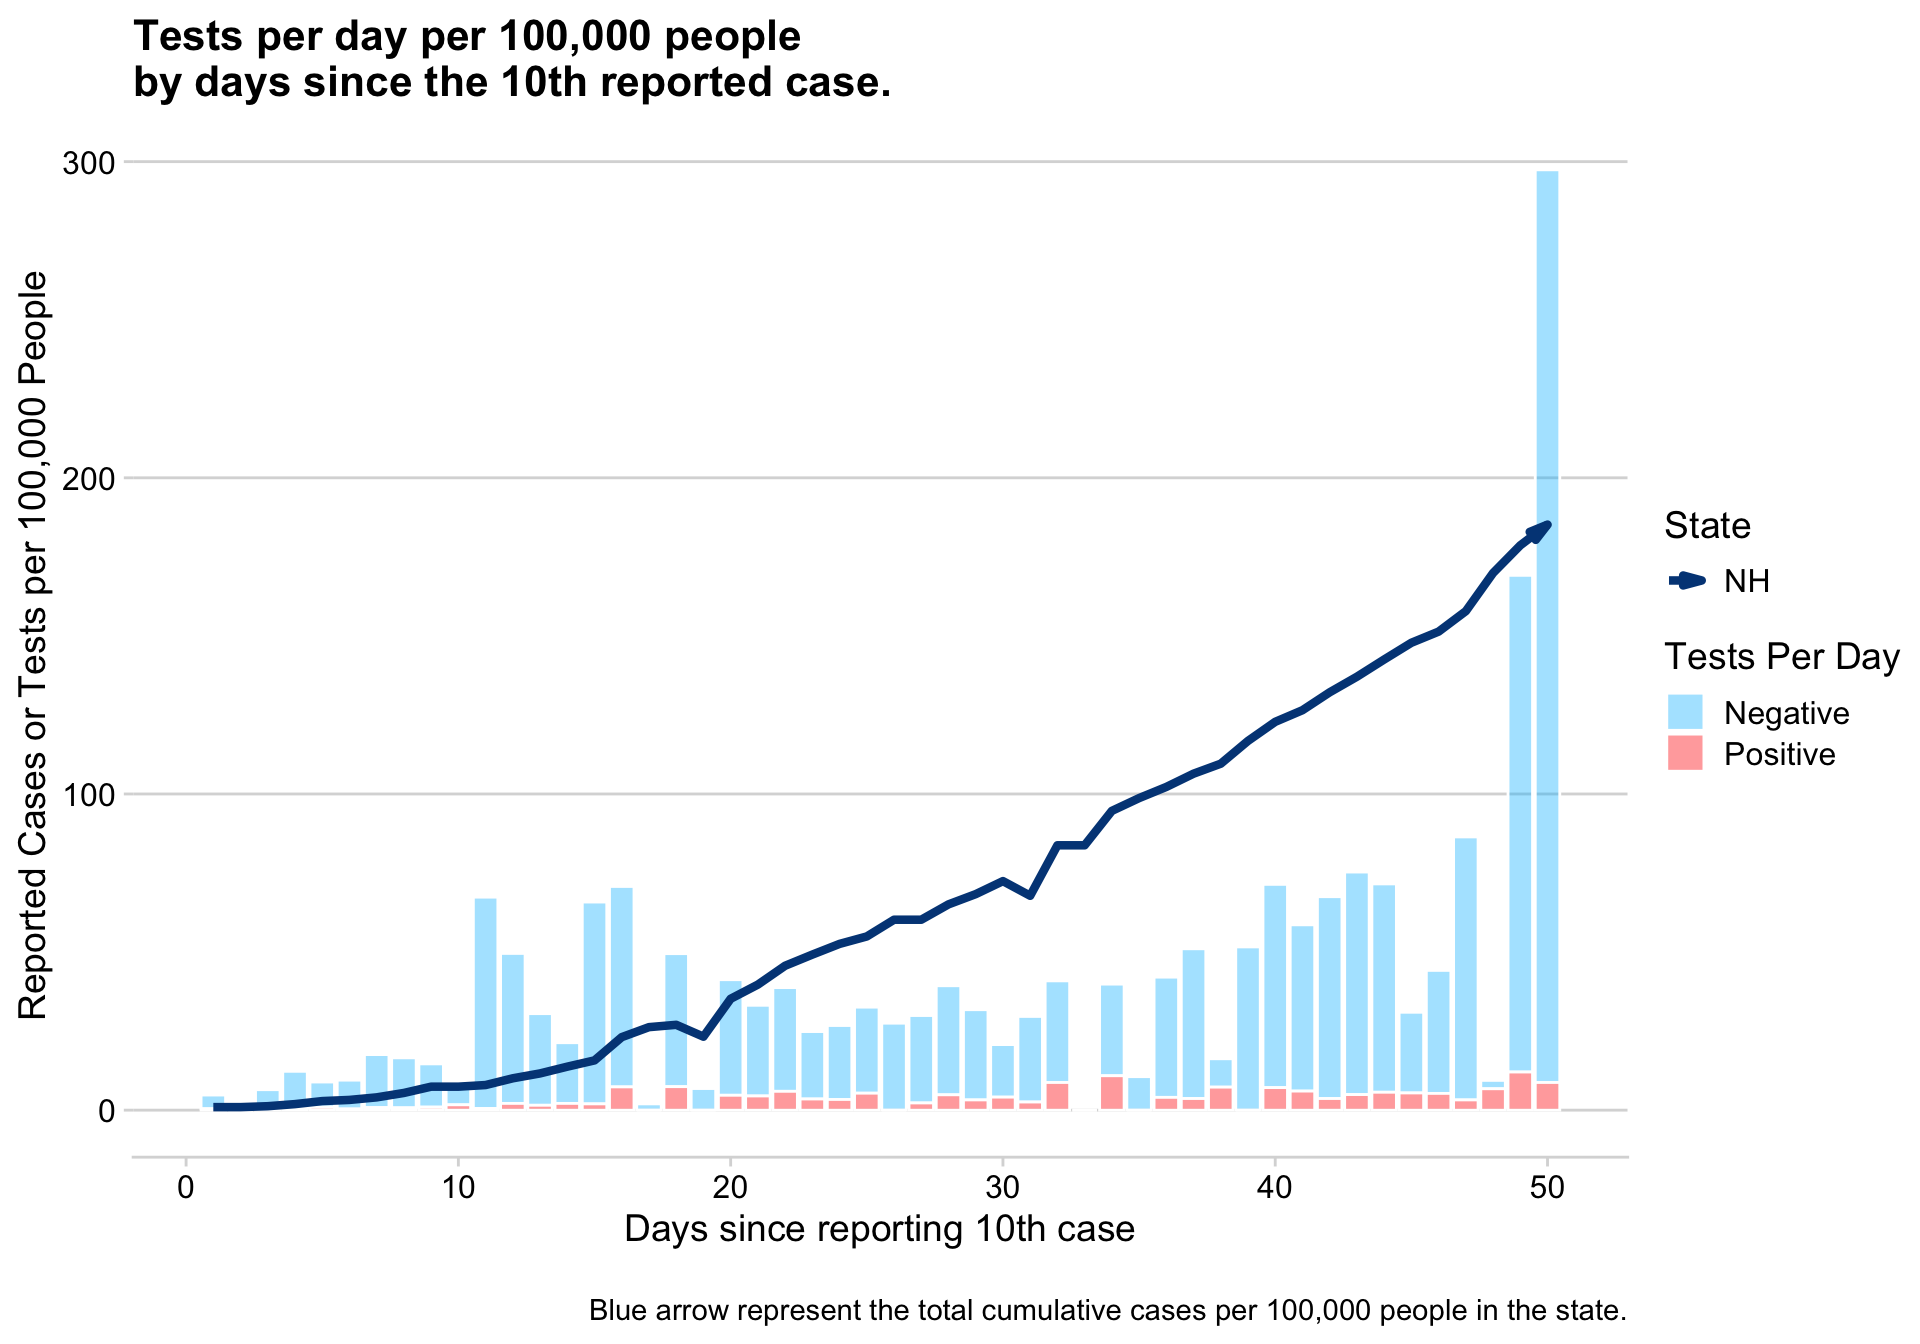 Tests per day per 100,000 people
by days since the 10th reported case.
Reported Cases or Tests per 100,000 People
300
200
100
0
0 10 20 30 40 50
Days since reporting 10th case
State
NH
Tests Per Day
Negative
Positive
Blue arrow represent the total cumulative cases per 100,000 people in the state.